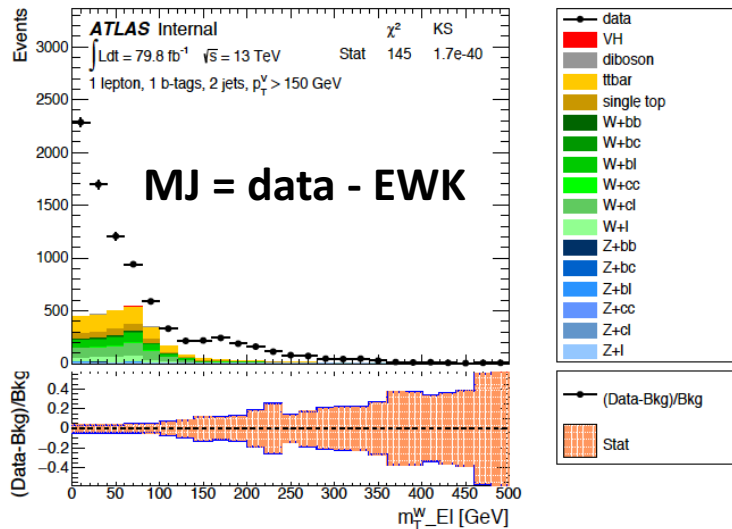 ATLAS Internal
∫Ldt = 79.8 fb⁻¹ √s = 13 TeV
χ² KS
Stat 145 1.7e-40
1 lepton, 1 b-tags, 2 jets, p_T^V > 150 GeV
MJ = data - EWK
Events
3000
2500
2000
1500
1000
500
0
(Data-Bkg)/Bkg
0.4
0.2
0
−0.2
−0.4
0 50 100 150 200 250 300 350 400 450 500
m_T^W_El [GeV]
data
VH
diboson
ttbar
single top
W+bb
W+bc
W+bl
W+cc
W+cl
W+l
Z+bb
Z+bc
Z+bl
Z+cc
Z+cl
Z+l
(Data-Bkg)/Bkg
Stat